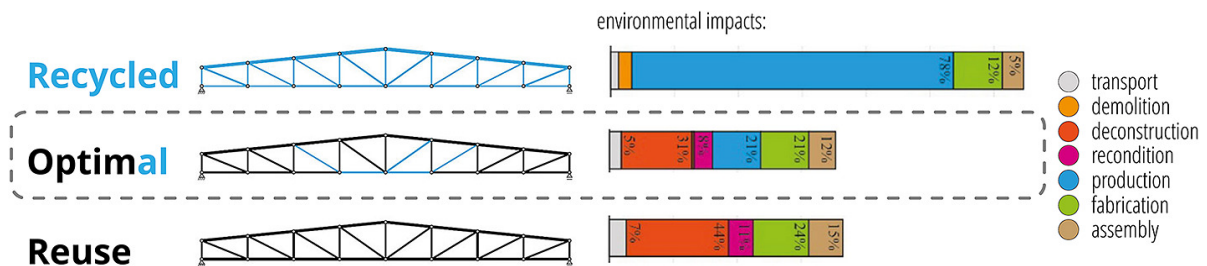 environmental impacts:
Recycled
78% 12% 5%
transport
demolition
Optimal
5% 31% 8% 21% 21% 12%
deconstruction
recondition
production
fabrication
Reuse
7% 44% 11% 24% 15%
assembly